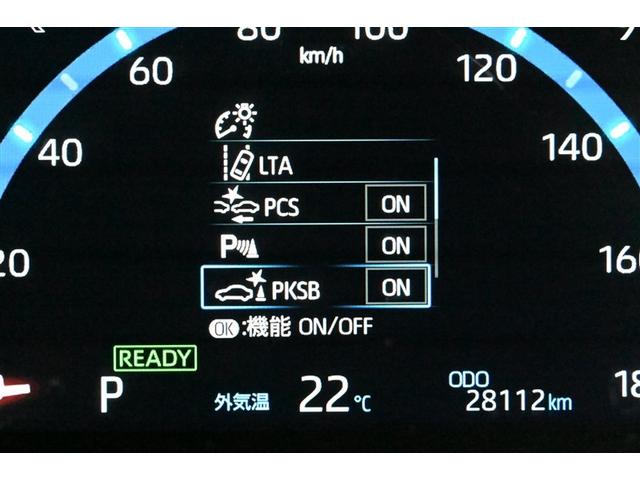 80 100
km/h
60 120
40 140
LTA
PCS ON
P ON
PKSB ON
OK:機能 ON/OFF
READY
P 外気温 22℃
ODO
28112km